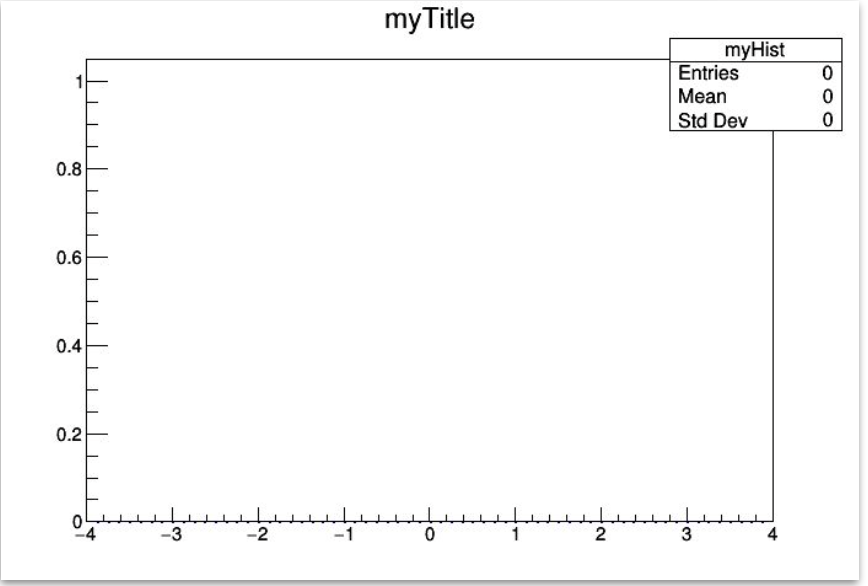 myTitle
myHist
Entries 0
Mean 0
Std Dev 0
1
0.8
0.6
0.4
0.2
0
−4 −3 −2 −1 0 1 2 3 4